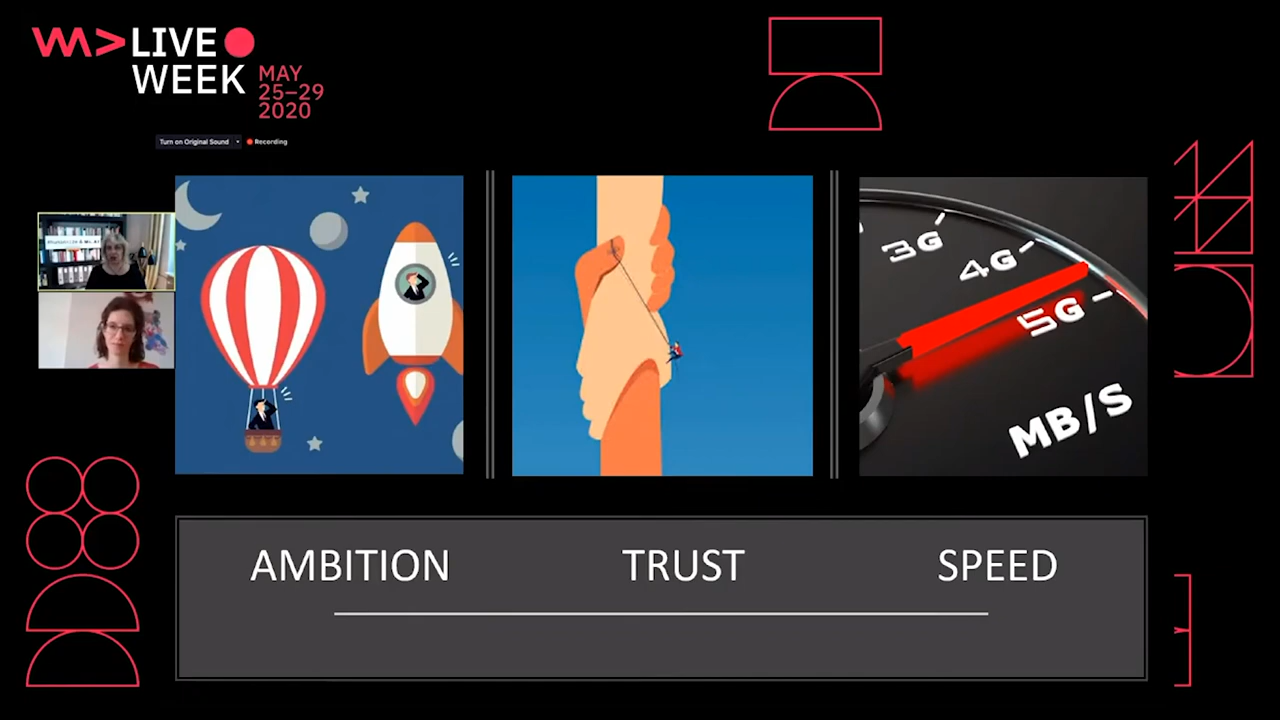 LIVE
WEEK
MAY
25–29
2020
Turn on Original Sound
Recording
3G
4G
5G
MB/S
AMBITION
TRUST
SPEED